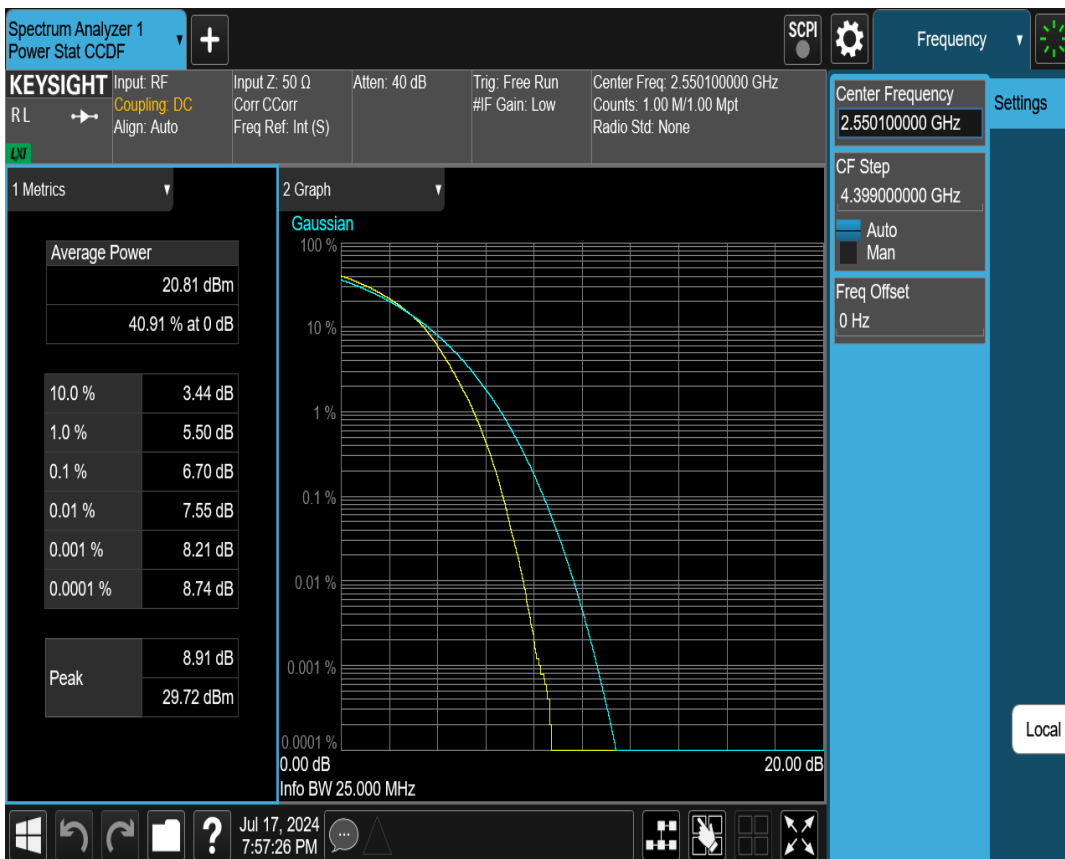 Spectrum Analyzer 1
Power Stat CCDF
SCPI
Frequency
KEYSIGHT
RL
LXI
Input: RF
Coupling: DC
Align: Auto
Input Z: 50 Ω
Corr CCorr
Freq Ref: Int (S)
Atten: 40 dB
Trig: Free Run
#IF Gain: Low
Center Freq: 2.550100000 GHz
Counts: 1.00 M/1.00 Mpt
Radio Std: None
Center Frequency
2.550100000 GHz
Settings
CF Step
4.399000000 GHz
Auto
Man
Freq Offset
0 Hz
1 Metrics
Average Power
20.81 dBm
40.91 % at 0 dB
10.0 % 3.44 dB
1.0 % 5.50 dB
0.1 % 6.70 dB
0.01 % 7.55 dB
0.001 % 8.21 dB
0.0001 % 8.74 dB
Peak
8.91 dB
29.72 dBm
2 Graph
Gaussian
100 %
10 %
1 %
0.1 %
0.01 %
0.001 %
0.0001 %
0.00 dB 20.00 dB
Info BW 25.000 MHz
Local
?
Jul 17, 2024
7:57:26 PM